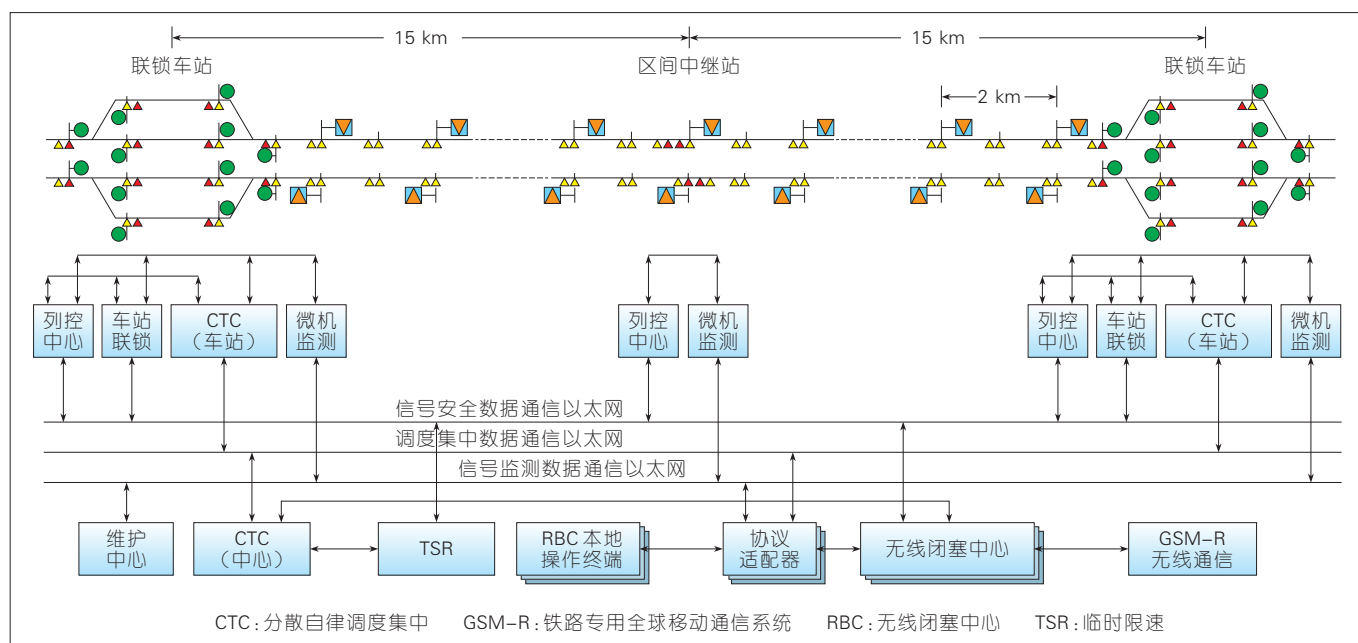 15 km
15 km
联锁车站
区间中继站
联锁车站
2 km
列控
中心
车站
联锁
CTC
(车站)
微机
监测
列控
中心
微机
监测
列控
中心
车站
联锁
CTC
(车站)
微机
监测
信号安全数据通信以太网
调度集中数据通信以太网
信号监测数据通信以太网
维护
中心
CTC
(中心)
TSR
RBC 本地
操作终端
协议
适配器
无线闭塞中心
GSM-R
无线通信
CTC:分散自律调度集中 GSM-R:铁路专用全球移动通信系统 RBC:无线闭塞中心 TSR:临时限速